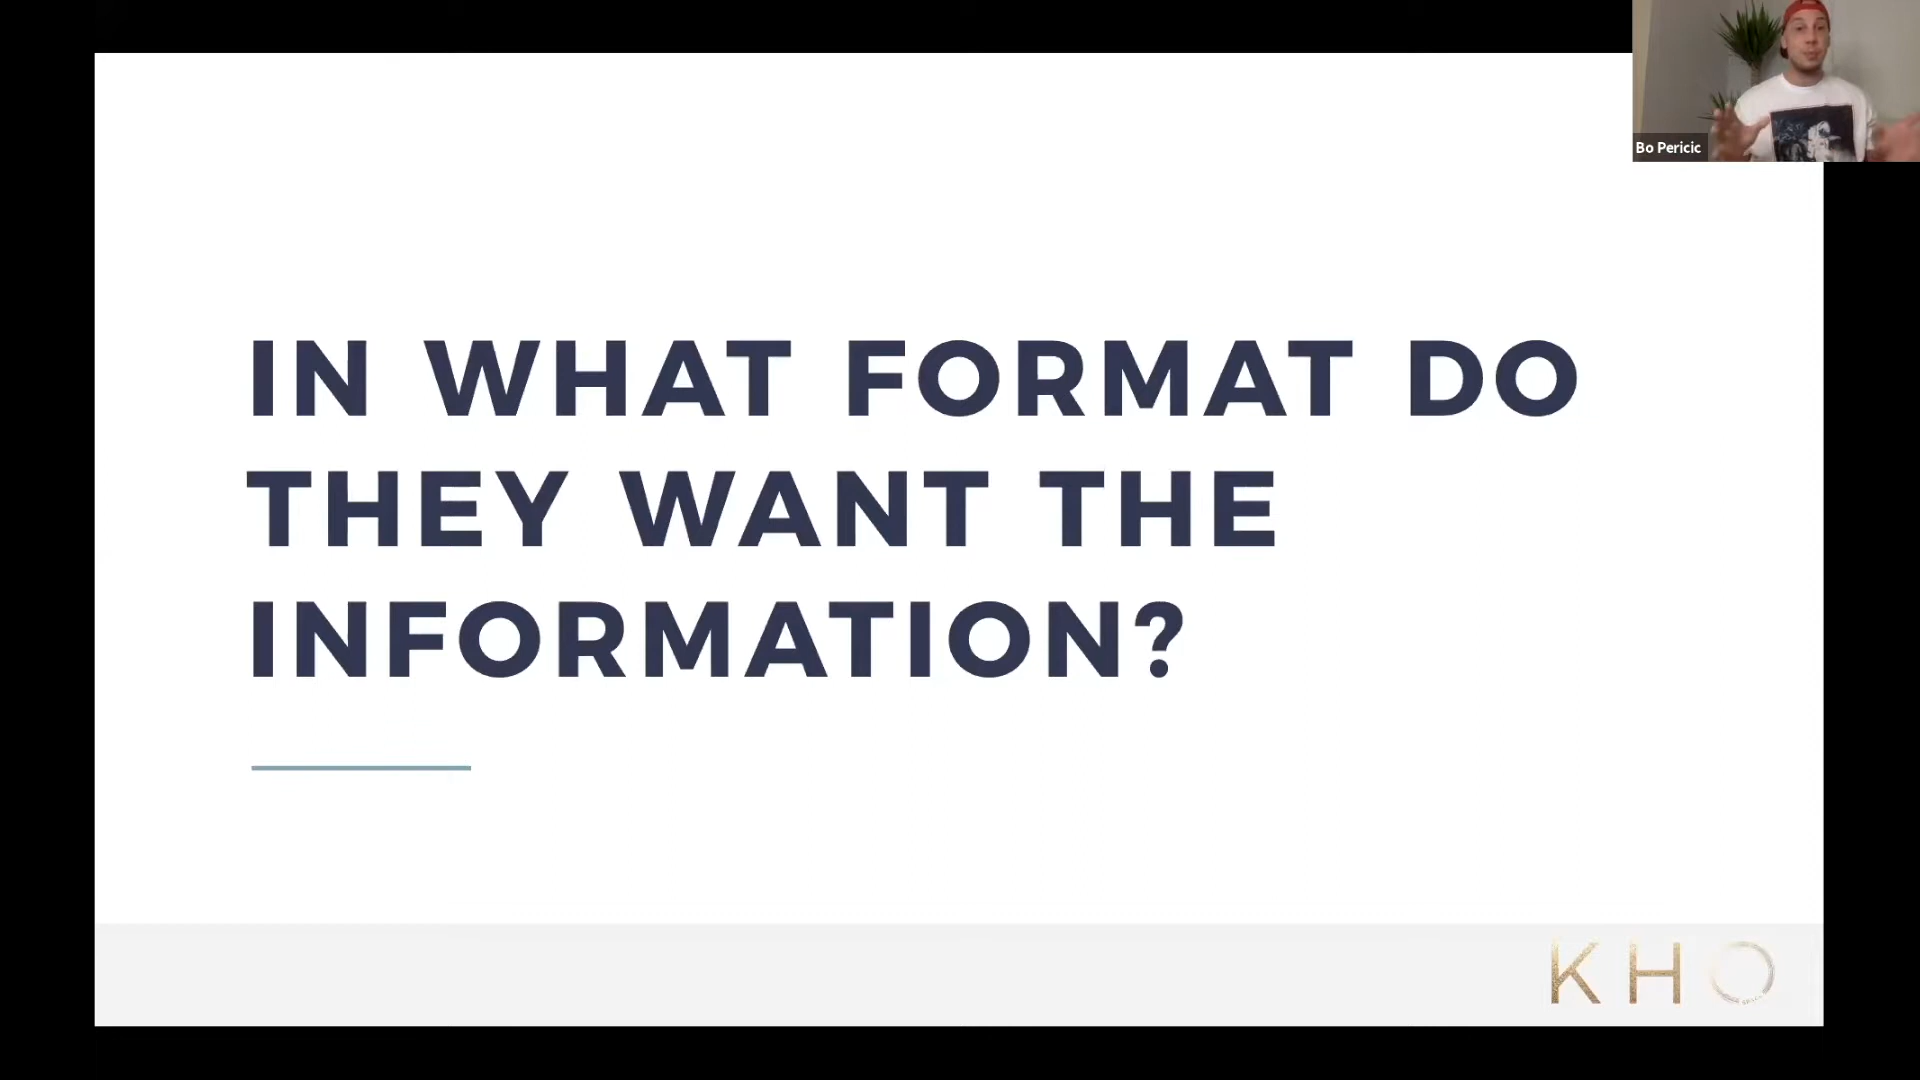 Bo Pericic
IN WHAT FORMAT DO
THEY WANT THE
INFORMATION?
KHO